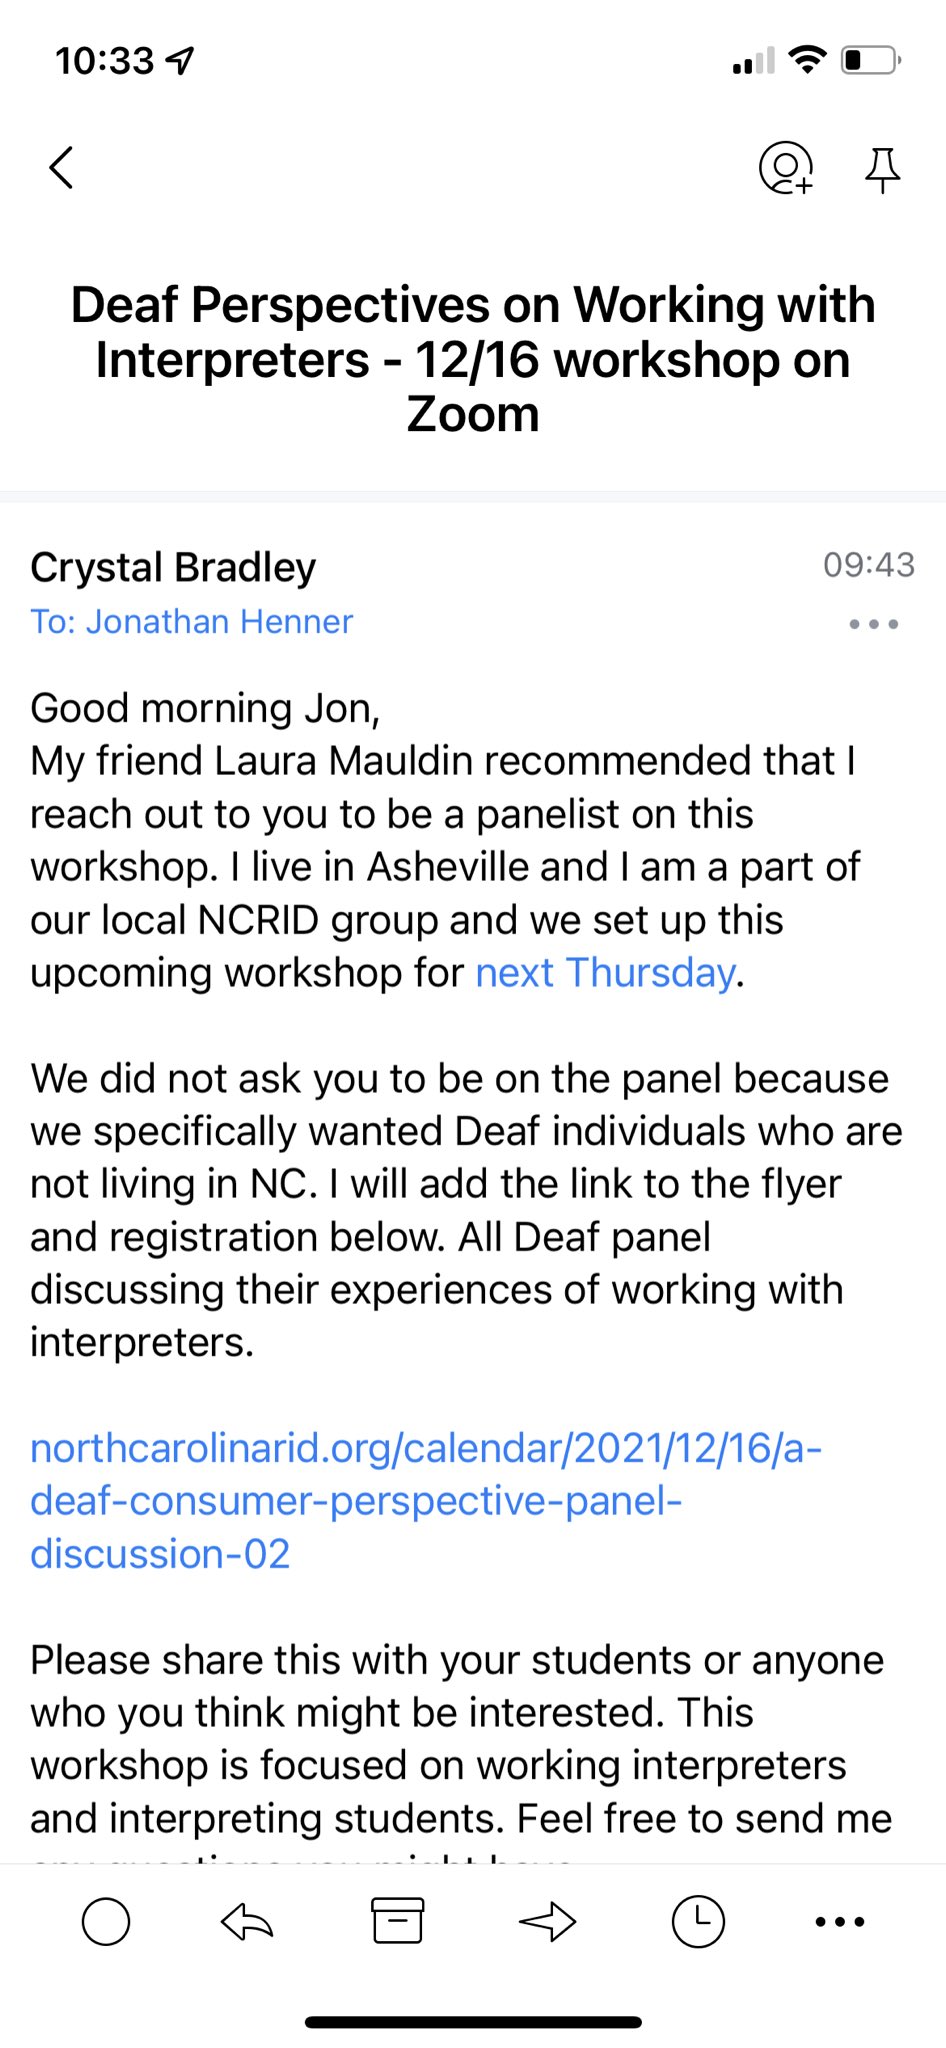 10:33
Deaf Perspectives on Working with
Interpreters - 12/16 workshop on
Zoom
Crystal Bradley
09:43
To: Jonathan Henner
Good morning Jon,
My friend Laura Mauldin recommended that I
reach out to you to be a panelist on this
workshop. I live in Asheville and I am a part of
our local NCRID group and we set up this
upcoming workshop for next Thursday.
We did not ask you to be on the panel because
we specifically wanted Deaf individuals who are
not living in NC. I will add the link to the flyer
and registration below. All Deaf panel
discussing their experiences of working with
interpreters.
northcarolinarid.org/calendar/2021/12/16/a-
deaf-consumer-perspective-panel-
discussion-02
Please share this with your students or anyone
who you think might be interested. This
workshop is focused on working interpreters
and interpreting students. Feel free to send me